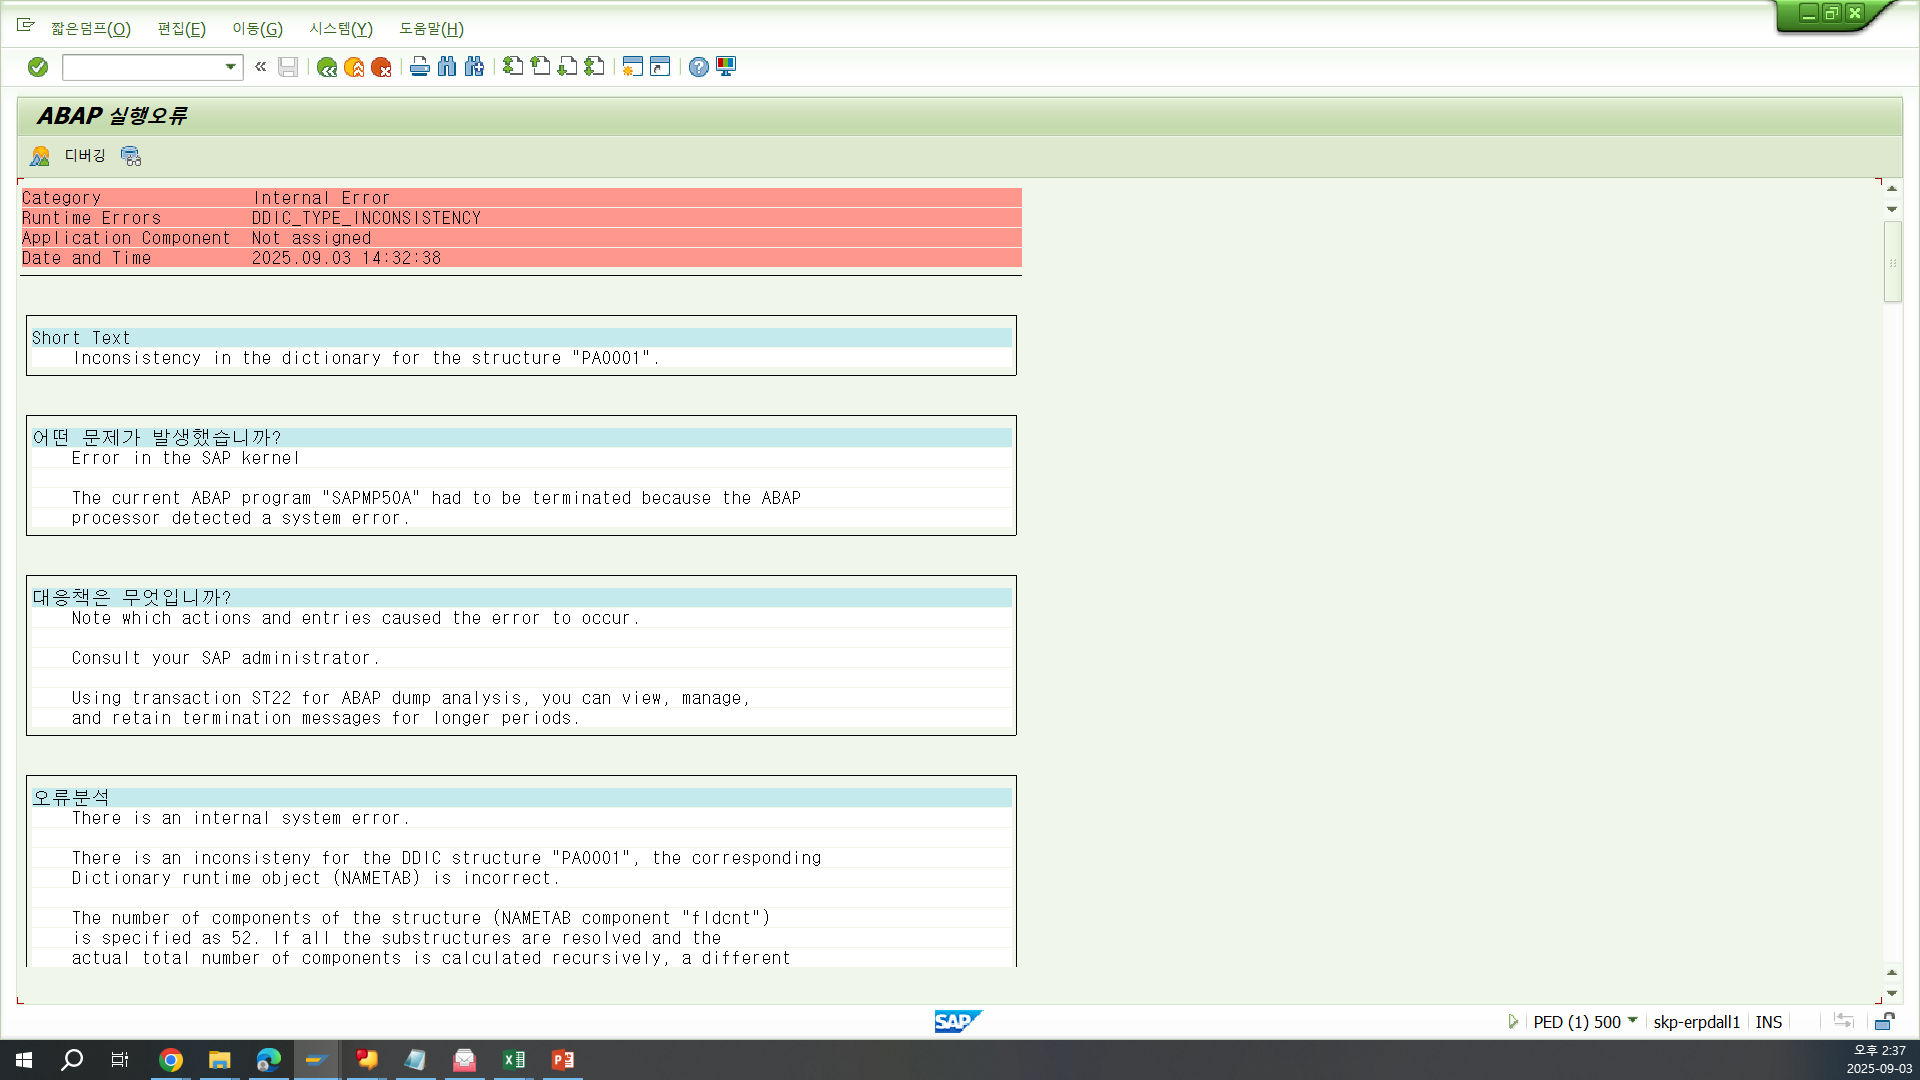 짧은덤프(O) 편집(E) 이동(G) 시스템(Y) 도움말(H)
ABAP 실행오류
디버깅
Category Internal Error
Runtime Errors DDIC_TYPE_INCONSISTENCY
Application Component Not assigned
Date and Time 2025.09.03 14:32:38
Short Text
Inconsistency in the dictionary for the structure "PA0001".
어떤 문제가 발생했습니까?
Error in the SAP kernel
The current ABAP program "SAPMP50A" had to be terminated because the ABAP
processor detected a system error.
대응책은 무엇입니까?
Note which actions and entries caused the error to occur.
Consult your SAP administrator.
Using transaction ST22 for ABAP dump analysis, you can view, manage,
and retain termination messages for longer periods.
오류분석
There is an internal system error.
There is an inconsisteny for the DDIC structure "PA0001", the corresponding
Dictionary runtime object (NAMETAB) is incorrect.
The number of components of the structure (NAMETAB component "fldcnt")
is specified as 52. If all the substructures are resolved and the
actual total number of components is calculated recursively, a different
SAP PED (1) 500 skp-erpdall1 INS
오후 2:37
2025-09-03